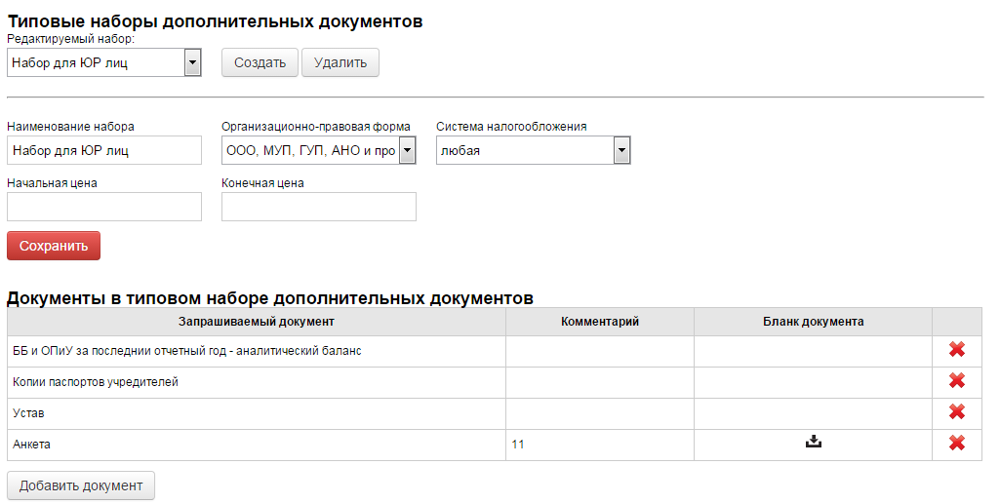 Типовые наборы дополнительных документов
Редактируемый набор:
Набор для ЮР лиц Создать Удалить
Наименование набора Организационно-правовая форма Система налогообложения
Набор для ЮР лиц ООО, МУП, ГУП, АНО и про любая
Начальная цена Конечная цена
Сохранить
Документы в типовом наборе дополнительных документов
Запрашиваемый документ Комментарий Бланк документа
ББ и ОПиУ за последнии отчетный год - аналитический баланс
Копии паспортов учредителей
Устав
Анкета 11
Добавить документ